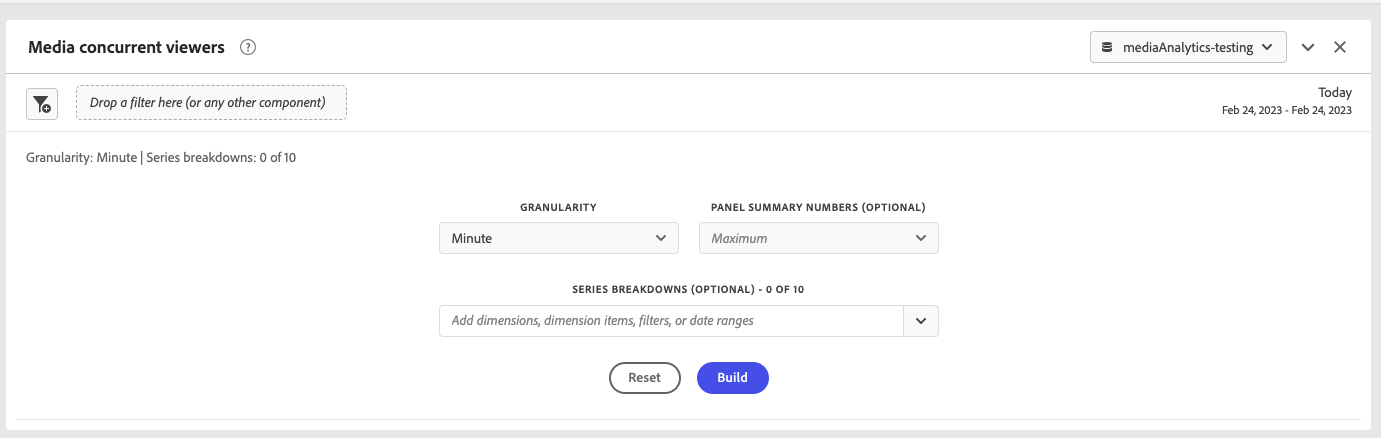 Media concurrent viewers ?
mediaAnalytics-testing
Drop a filter here (or any other component)
Today
Feb 24, 2023 - Feb 24, 2023
Granularity: Minute | Series breakdowns: 0 of 10
GRANULARITY
PANEL SUMMARY NUMBERS (OPTIONAL)
Minute
Maximum
SERIES BREAKDOWNS (OPTIONAL) - 0 OF 10
Add dimensions, dimension items, filters, or date ranges
Reset
Build